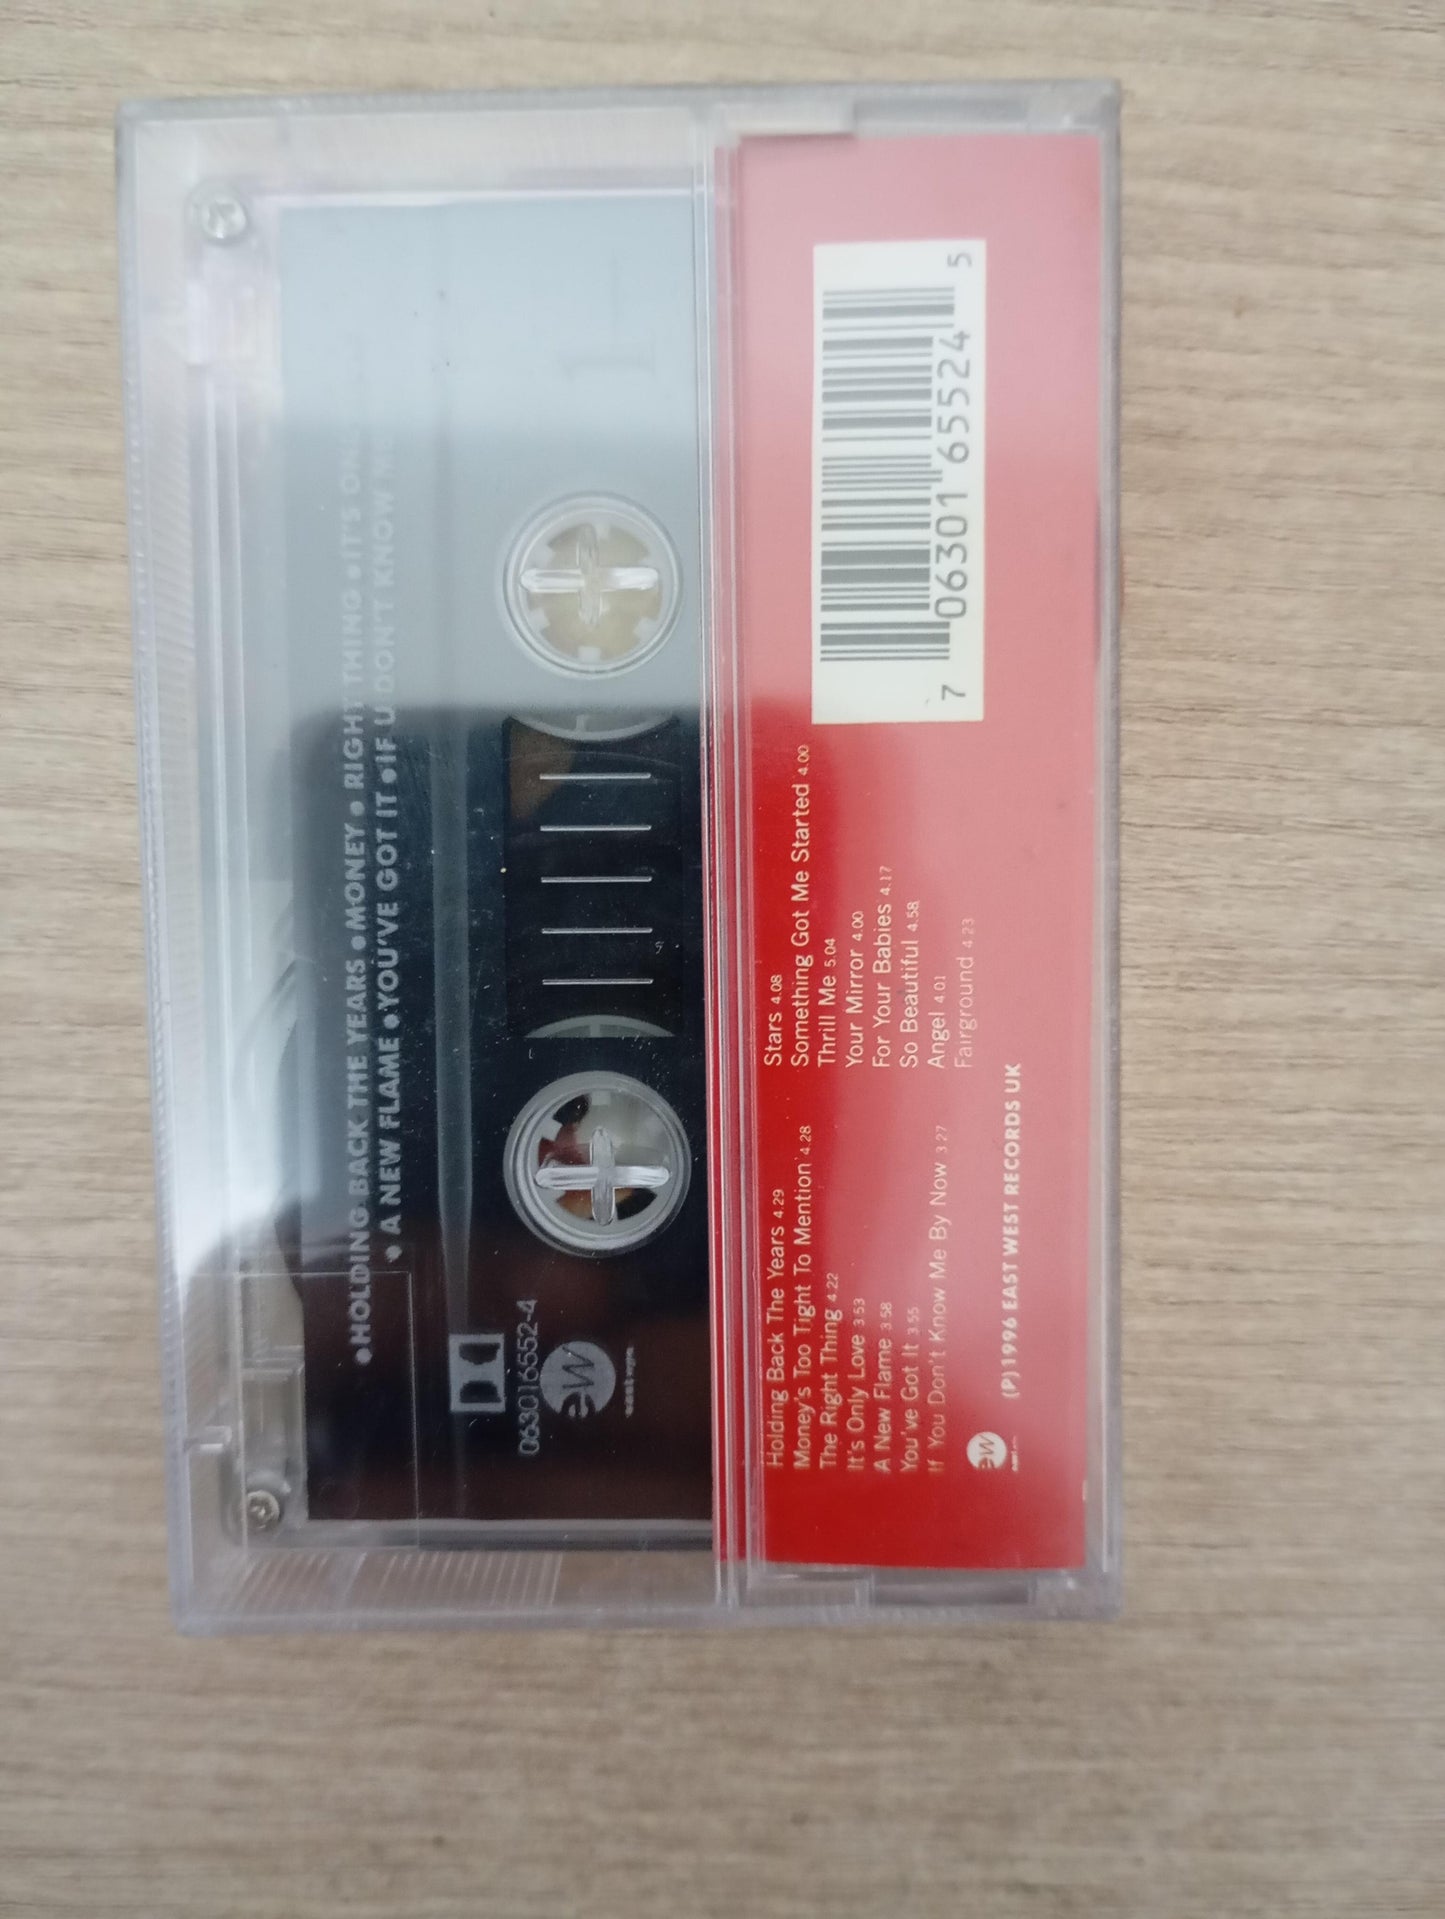 •HOLDING BACK THE YEARS •MONEY • RIGHT THING • IT'S ON
• A NEW FLAME •YOU'VE GOT IT •IF U DON'T KNOW M
063016552-4
ew
Holding Back The Years 4.29
Money's Too Tight To Mention 4.28
The Right Thing 4.22
It's Only Love 3.53
A New Flame 3.58
You've Got It 3.55
If You Don't Know Me By Now 3.27
Stars 4.08
Something Got Me Started 4.00
Thrill Me 5.04
Your Mirror 4.00
For Your Babies 4.17
So Beautiful 4.58
Angel 4.01
Fairground 4.23
ew
(P)1996 EAST WEST RECORDS UK
7 06301 65524 5